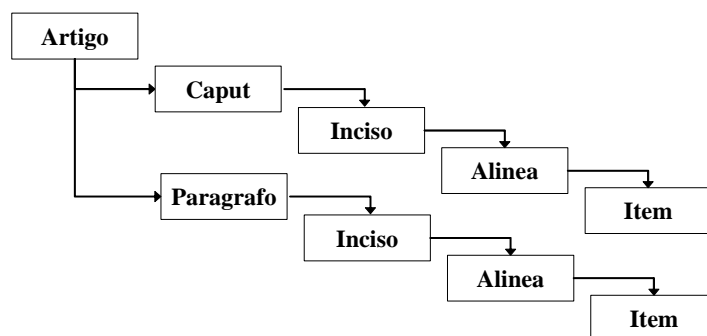 Artigo
Caput
Inciso
Alinea
Item
Paragrafo
Inciso
Alinea
Item